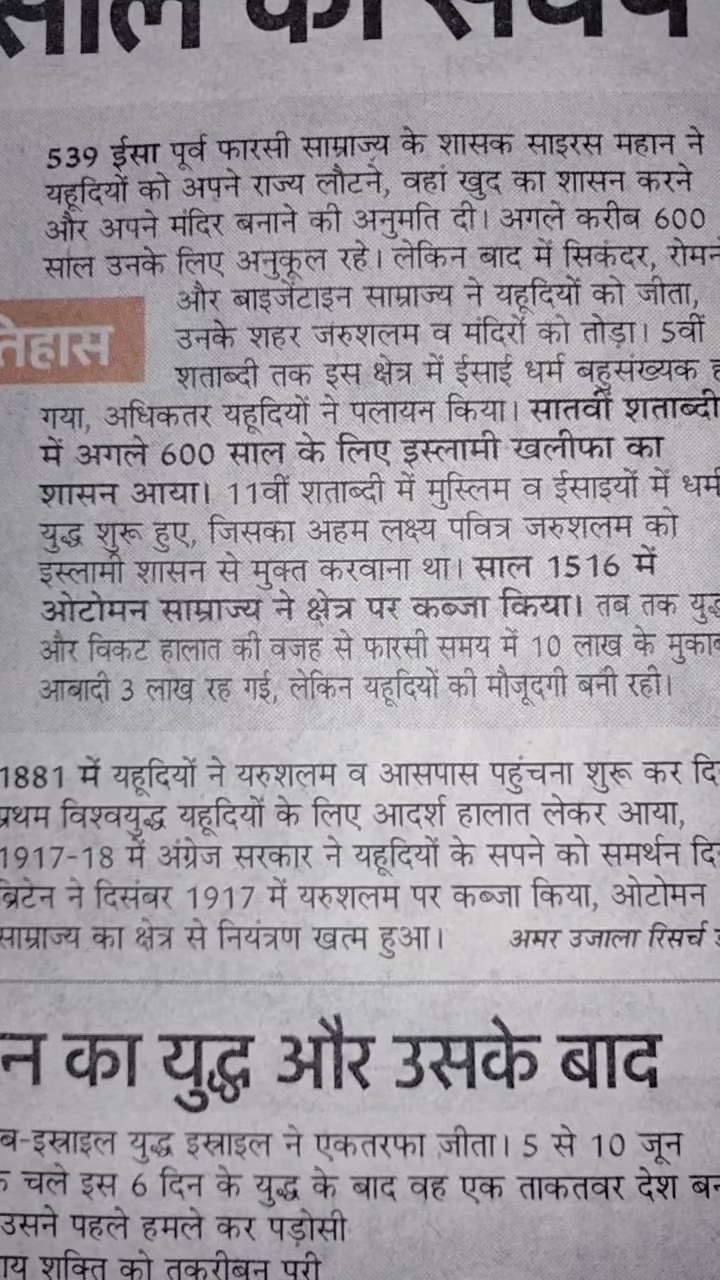 साल का संघर्ष
539 ईसा पूर्व फारसी साम्राज्य के शासक साइरस महान ने
यहूदियों को अपने राज्य लौटने, वहां खुद का शासन करने
और अपने मंदिर बनाने की अनुमति दी। अगले करीब 600
साल उनके लिए अनुकूल रहे। लेकिन बाद में सिकंदर, रोमन
और बाइजेंटाइन साम्राज्य ने यहूदियों को जीता,
उनके शहर जरुशलम व मंदिरों को तोड़ा। 5वीं
तिहास
शताब्दी तक इस क्षेत्र में ईसाई धर्म बहुसंख्यक
गया, अधिकतर यहूदियों ने पलायन किया। सातवीं शताब्दी
में अगले 600 साल के लिए इस्लामी खलीफा का
शासन आया। 11वीं शताब्दी में मुस्लिम व ईसाइयों में धर्म
युद्ध शुरू हुए, जिसका अहम लक्ष्य पवित्र जरुशलम को
इस्लामी शासन से मुक्त करवाना था। साल 1516 में
ओटोमन साम्राज्य ने क्षेत्र पर कब्जा किया। तब तक युद्ध
और विकट हालात की वजह से फारसी समय में 10 लाख के
आबादी 3 लाख रह गई, लेकिन यहूदियों की मौजूदगी बनी रही।
1881 में यहूदियों ने यरुशलम व आसपास पहुंचना शुरू कर
प्रथम विश्वयुद्ध यहूदियों के लिए आदर्श हालात लेकर आया,
1917-18 में अंग्रेज सरकार ने यहूदियों के सपने को समर्थन
ब्रिटेन ने दिसंबर 1917 में यरुशलम पर कब्जा किया, ओटोमन
साम्राज्य का क्षेत्र से नियंत्रण खत्म हुआ। अमर उजाला रिसर्च
न का युद्ध और उसके बाद
ब-इस्राइल युद्ध इस्राइल ने एकतरफा जीता। 5 से 10 जून
चले इस 6 दिन के युद्ध के बाद वह एक ताकतवर देश
उसने पहले हमले कर पड़ोसी
शक्ति को तकरीबन पूरी